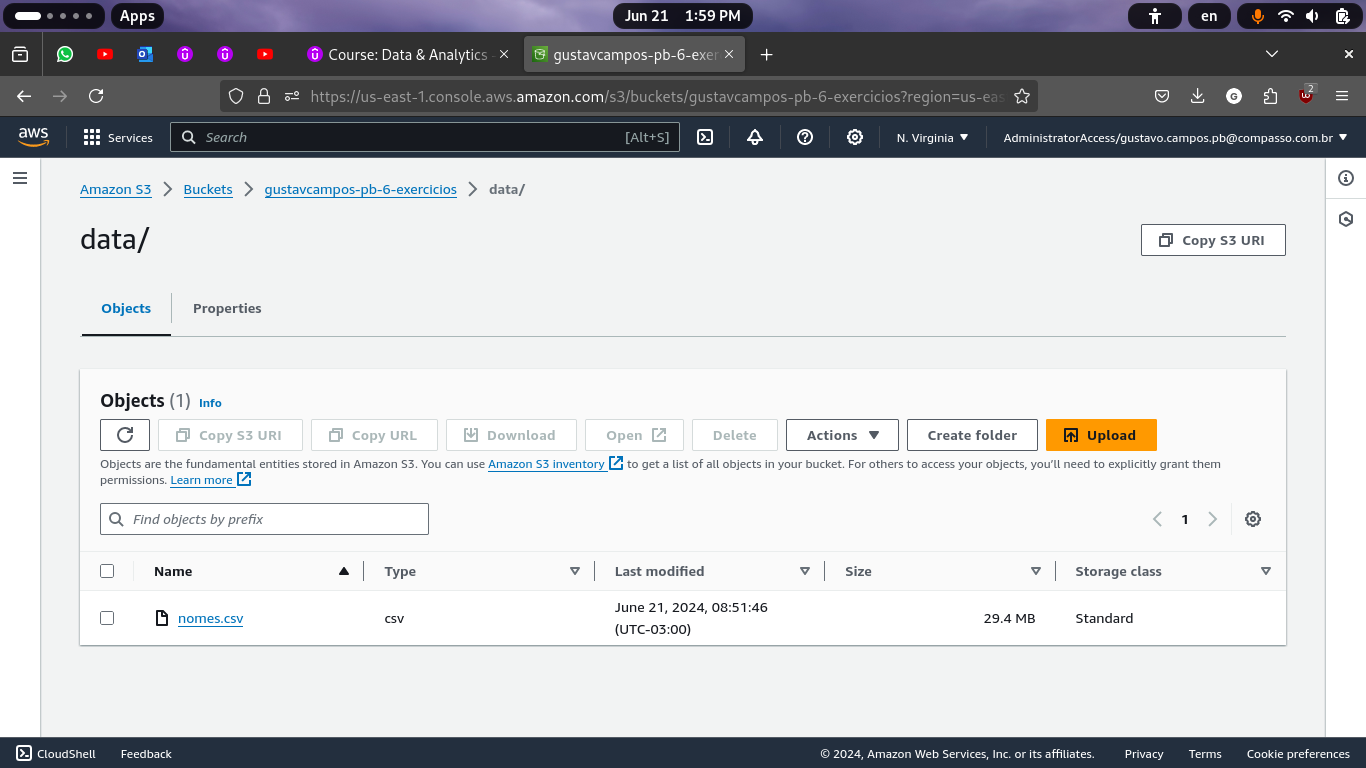 Apps
Jun 21 1:59 PM
en
Course: Data & Analytics -
gustavcampos-pb-6-exer
https://us-east-1.console.aws.amazon.com/s3/buckets/gustavcampos-pb-6-exercicios?region=us-eas
2
aws
Services
Search
[Alt+S]
N. Virginia
AdministratorAccess/gustavo.campos.pb@compasso.com.br
Amazon S3
Buckets
gustavcampos-pb-6-exercicios
data/
data/
Copy S3 URI
Objects
Properties
Objects (1) Info
Copy S3 URI
Copy URL
Download
Open
Delete
Actions
Create folder
Upload
Objects are the fundamental entities stored in Amazon S3. You can use Amazon S3 inventory to get a list of all objects in your bucket. For others to access your objects, you'll need to explicitly grant them
permissions. Learn more
Find objects by prefix
1
Name
Type
Last modified
Size
Storage class
nomes.csv
csv
June 21, 2024, 08:51:46
(UTC-03:00)
29.4 MB
Standard
CloudShell
Feedback
© 2024, Amazon Web Services, Inc. or its affiliates.
Privacy
Terms
Cookie preferences